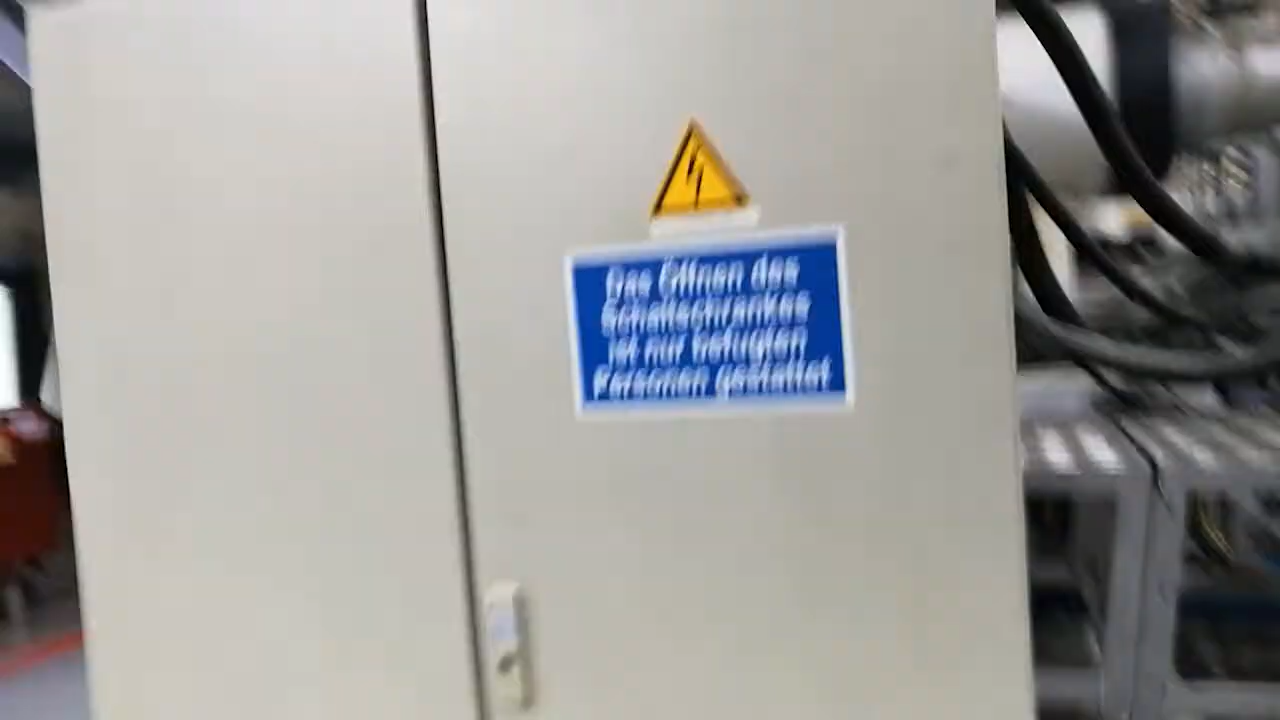 Das Öffnen des
Schaltschrankes
ist nur befugten
Personen gestattet